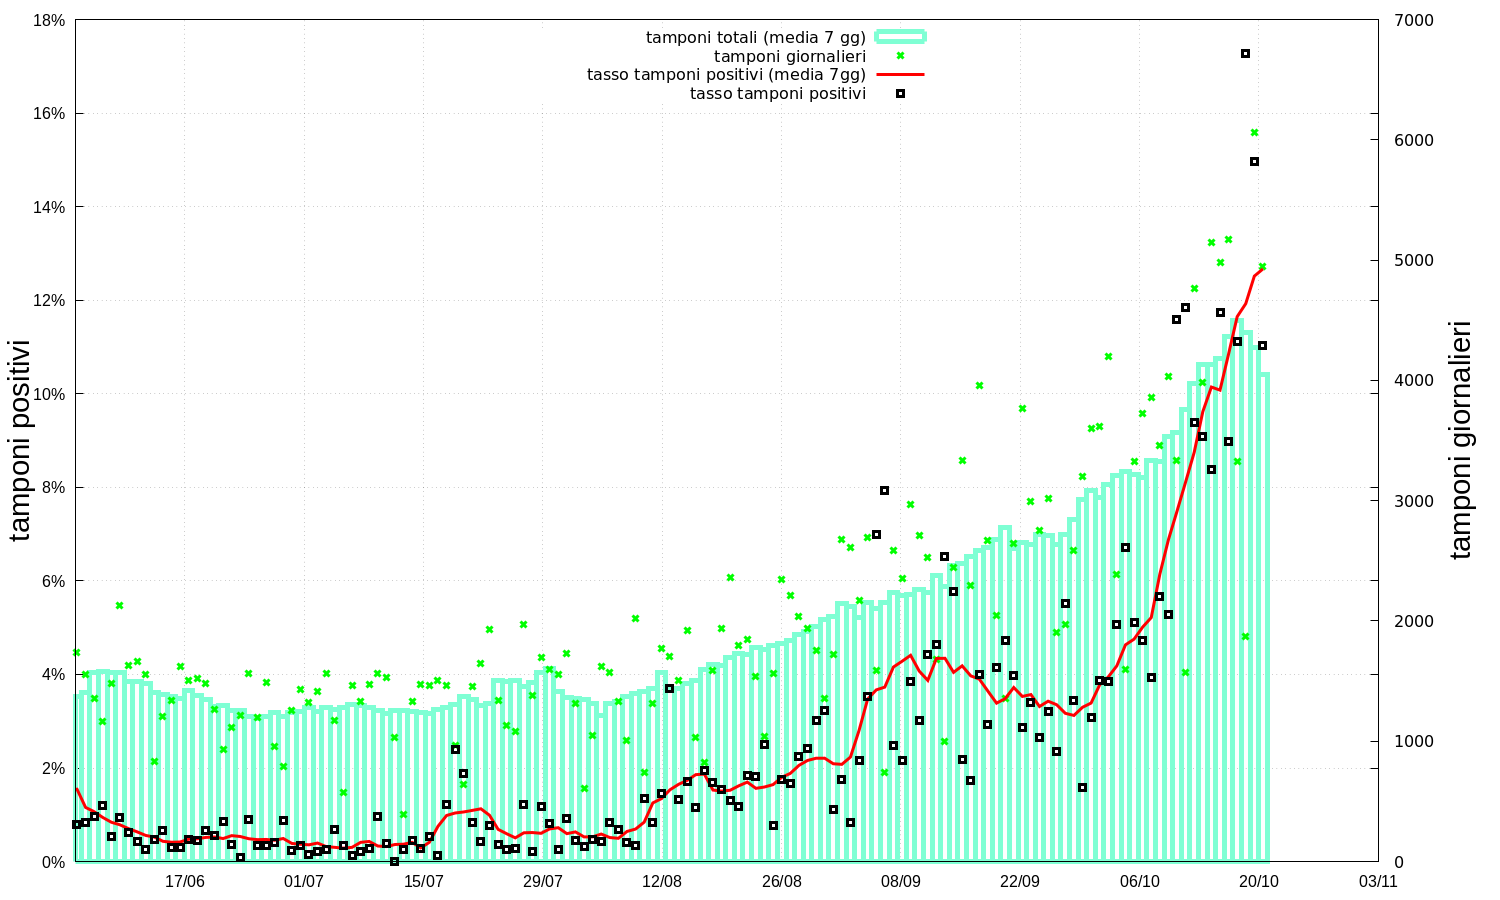 tamponi totali (media 7 gg)
tamponi giornalieri
tasso tamponi positivi (media 7gg)
tasso tamponi positivi
18%
16%
14%
12%
10%
8%
6%
4%
2%
0%
tamponi positivi
7000
6000
5000
4000
3000
2000
1000
0
tamponi giornalieri
17/06 01/07 15/07 29/07 12/08 26/08 08/09 22/09 06/10 20/10 03/11